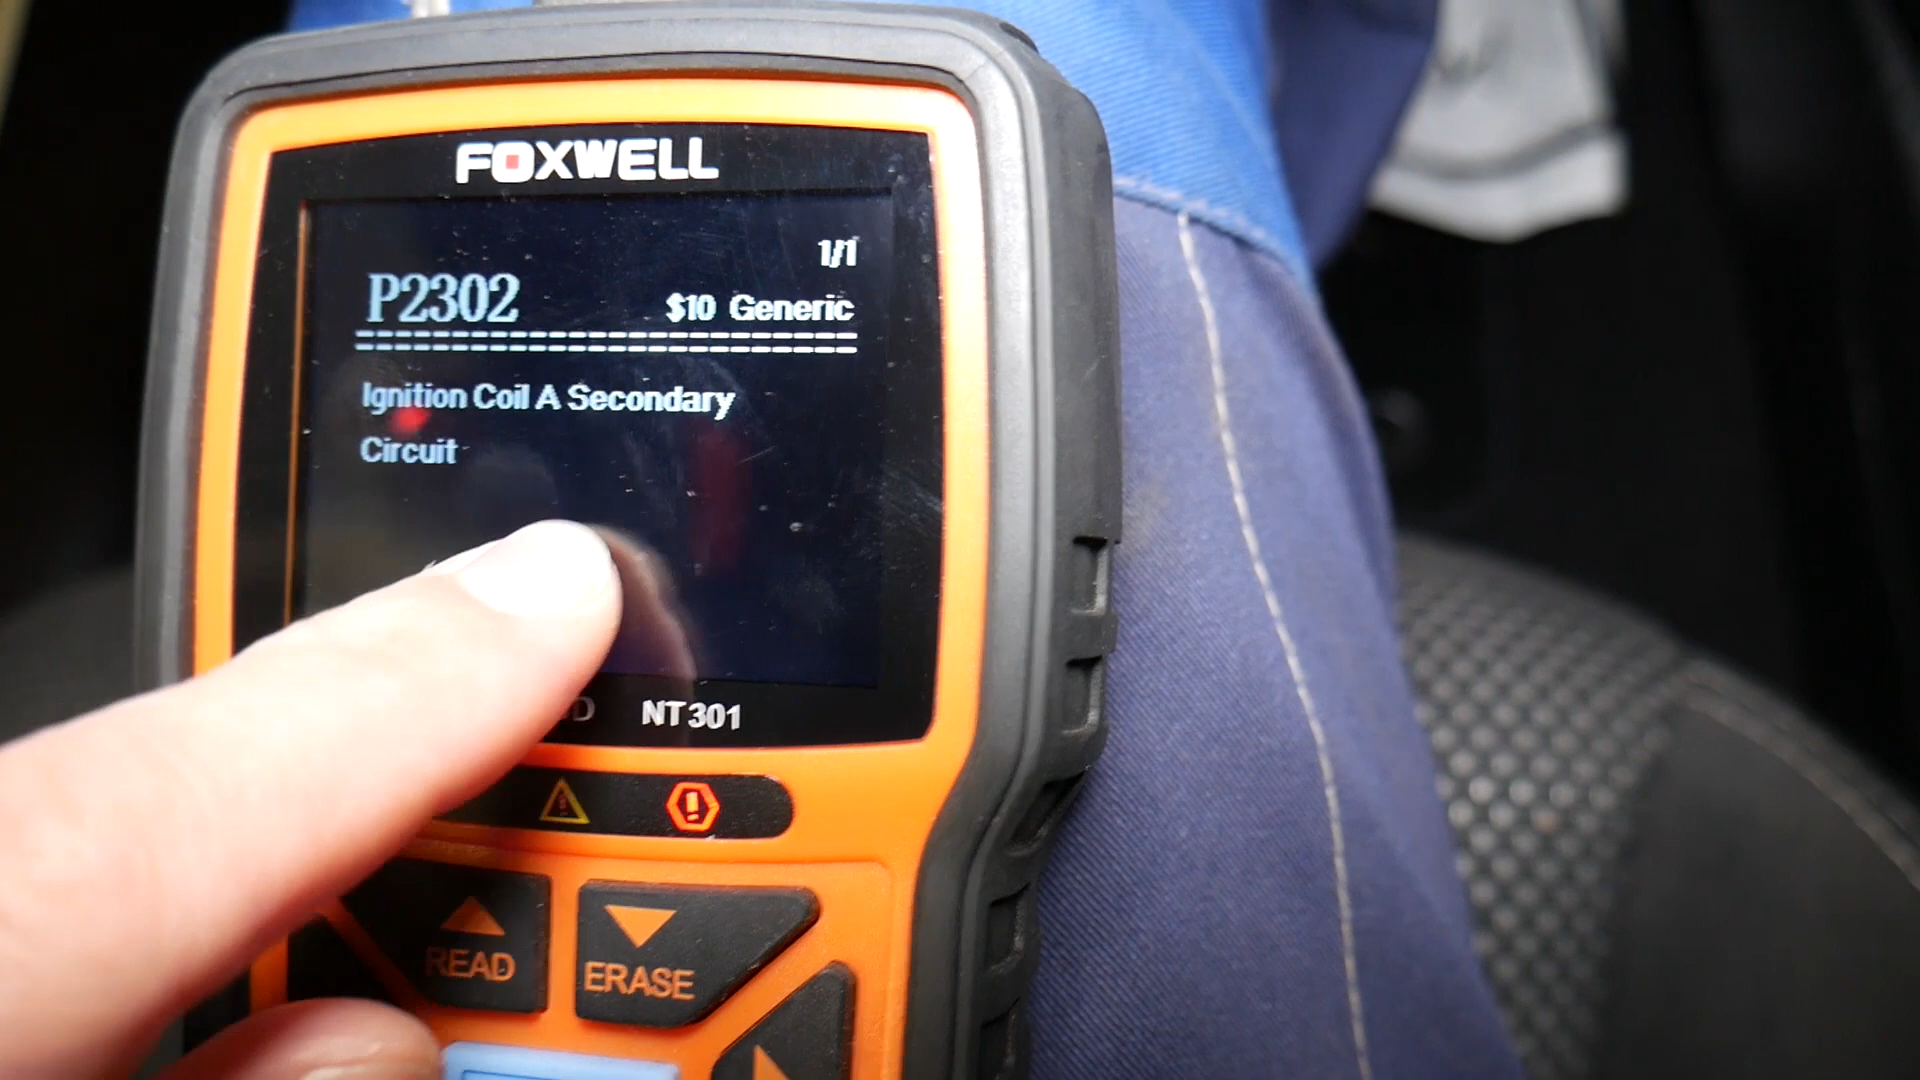 FOXWELL
1/1
P2302 $10 Generic
==========================
Ignition Coil A Secondary
Circuit
NT301
READ
ERASE